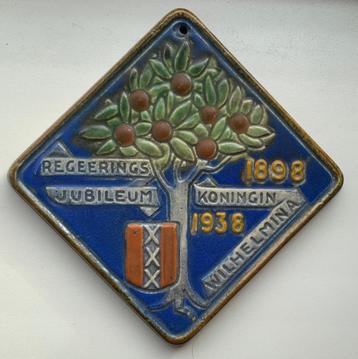 REGEERINGS
JUBILEUM
KONINGIN
WILHELMINA
1898
1938